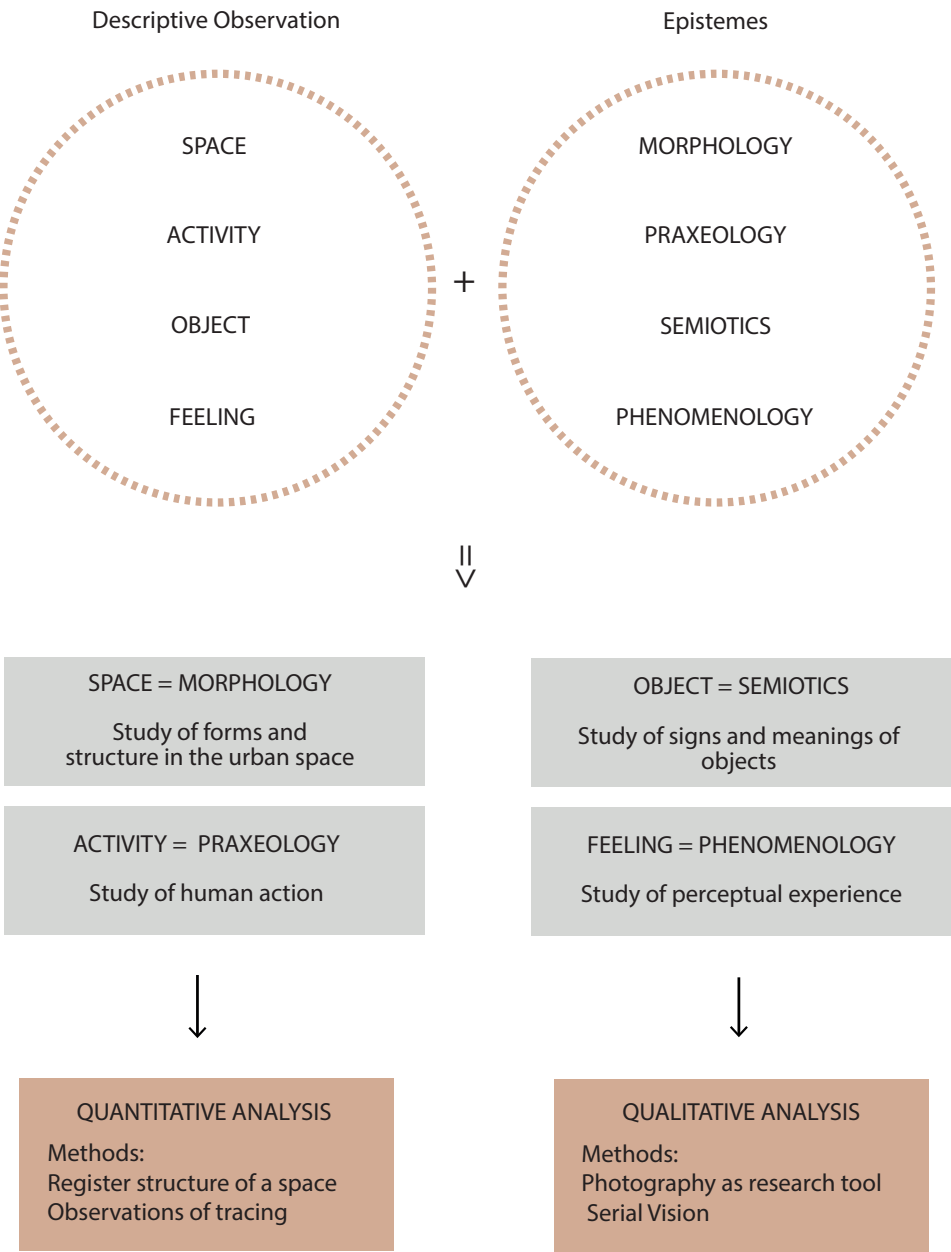 Descriptive Observation
Epistemes
SPACE
ACTIVITY
OBJECT
FEELING
+
MORPHOLOGY
PRAXEOLOGY
SEMIOTICS
PHENOMENOLOGY
=>
SPACE = MORPHOLOGY
Study of forms and
structure in the urban space
OBJECT = SEMIOTICS
Study of signs and meanings of
objects
ACTIVITY = PRAXEOLOGY
Study of human action
FEELING = PHENOMENOLOGY
Study of perceptual experience
QUANTITATIVE ANALYSIS
Methods:
Register structure of a space
Observations of tracing
QUALITATIVE ANALYSIS
Methods:
Photography as research tool
Serial Vision